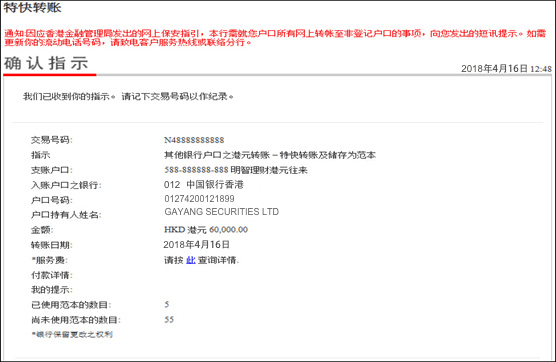 特快转账
通知:因应香港金融管理局发出的网上保安指引，本行需就您户口所有网上转帐至非登记户口的事项，向您发出的短讯提示。如需
更新你的流动电话号码，请致电客户服务热线或联络分行。
确认指示
2018年4月16日 12:48
我们已收到你的指示。 请记下交易号码以作纪录。
交易号码: N48888888888
指示 其他银行户口之港元转账 – 特快转账及储存为范本
支账户口: 588-888888-888 明智理财港元往来
入账户口之银行: 012 中国银行香港
户口号码: 01274200121899
户口持有人姓名: GAYANG SECURITIES LTD
金额: HKD 港元 60,000.00
转账日期: 2018年4月16日
*服务费: 请按 此 查询详情.
付款详情:
我的提示:
已使用范本的数目: 5
尚未使用范本的数目: 55
*银行保留更改之权利